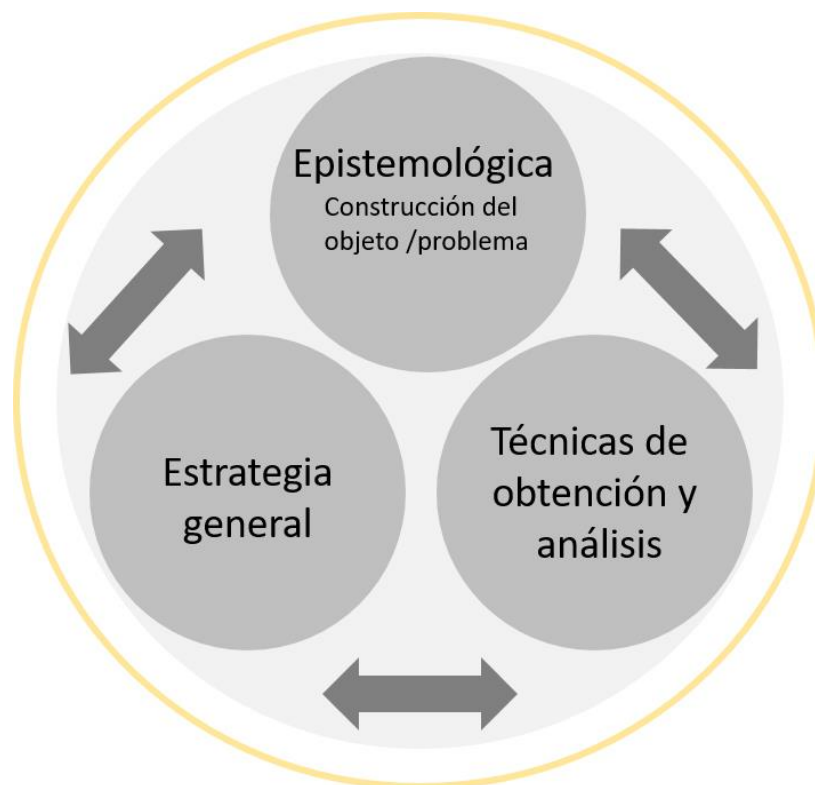 Epistemológica
Construcción del
objeto /problema
Estrategia
general
Técnicas de
obtención y
análisis